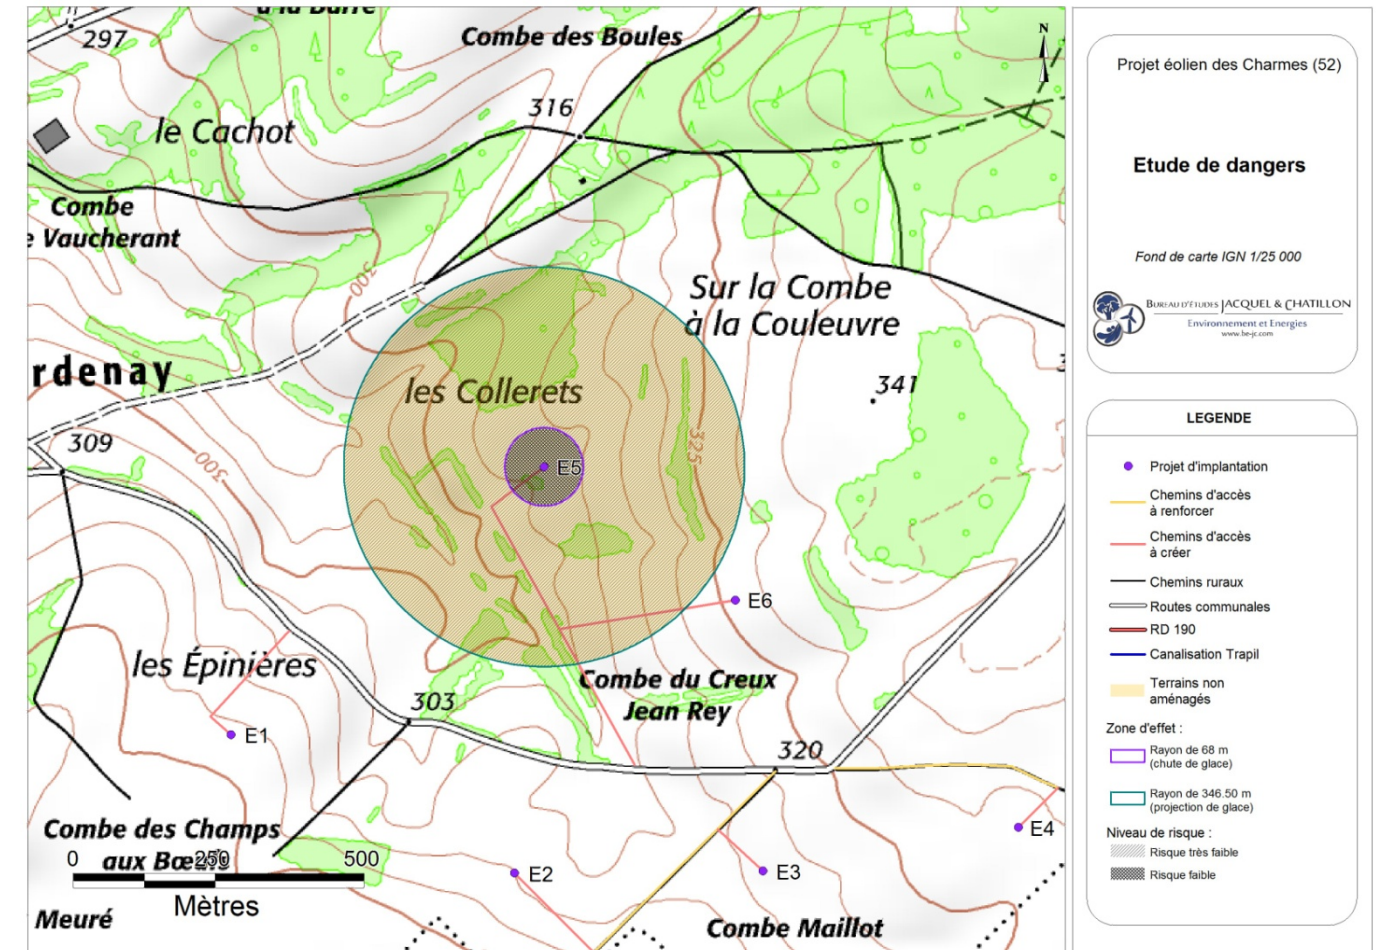 à la Barre
297
Combe des Boules
N
316
le Cachot
Combe
e Vaucherant
300
Sur la Combe
à la Couleuvre
rdenay
les Collerets
341
309
300
325
E5
E6
les Épinières
303
Combe du Creux
Jean Rey
E1
320
E4
Combe des Champs
aux Bœufs
0 250 500
Mètres
E2
E3
Meuré
Combe Maillot
Projet éolien des Charmes (52)
Etude de dangers
Fond de carte IGN 1/25 000
BUREAU D'ETUDES JACQUEL & CHATILLON
Environnement et Energies
www.be-jc.com
LEGENDE
Projet d'implantation
Chemins d'accès
à renforcer
Chemins d'accès
à créer
Chemins ruraux
Routes communales
RD 190
Canalisation Trapil
Terrains non
aménagés
Zone d'effet :
Rayon de 68 m
(chute de glace)
Rayon de 346.50 m
(projection de glace)
Niveau de risque :
Risque très faible
Risque faible